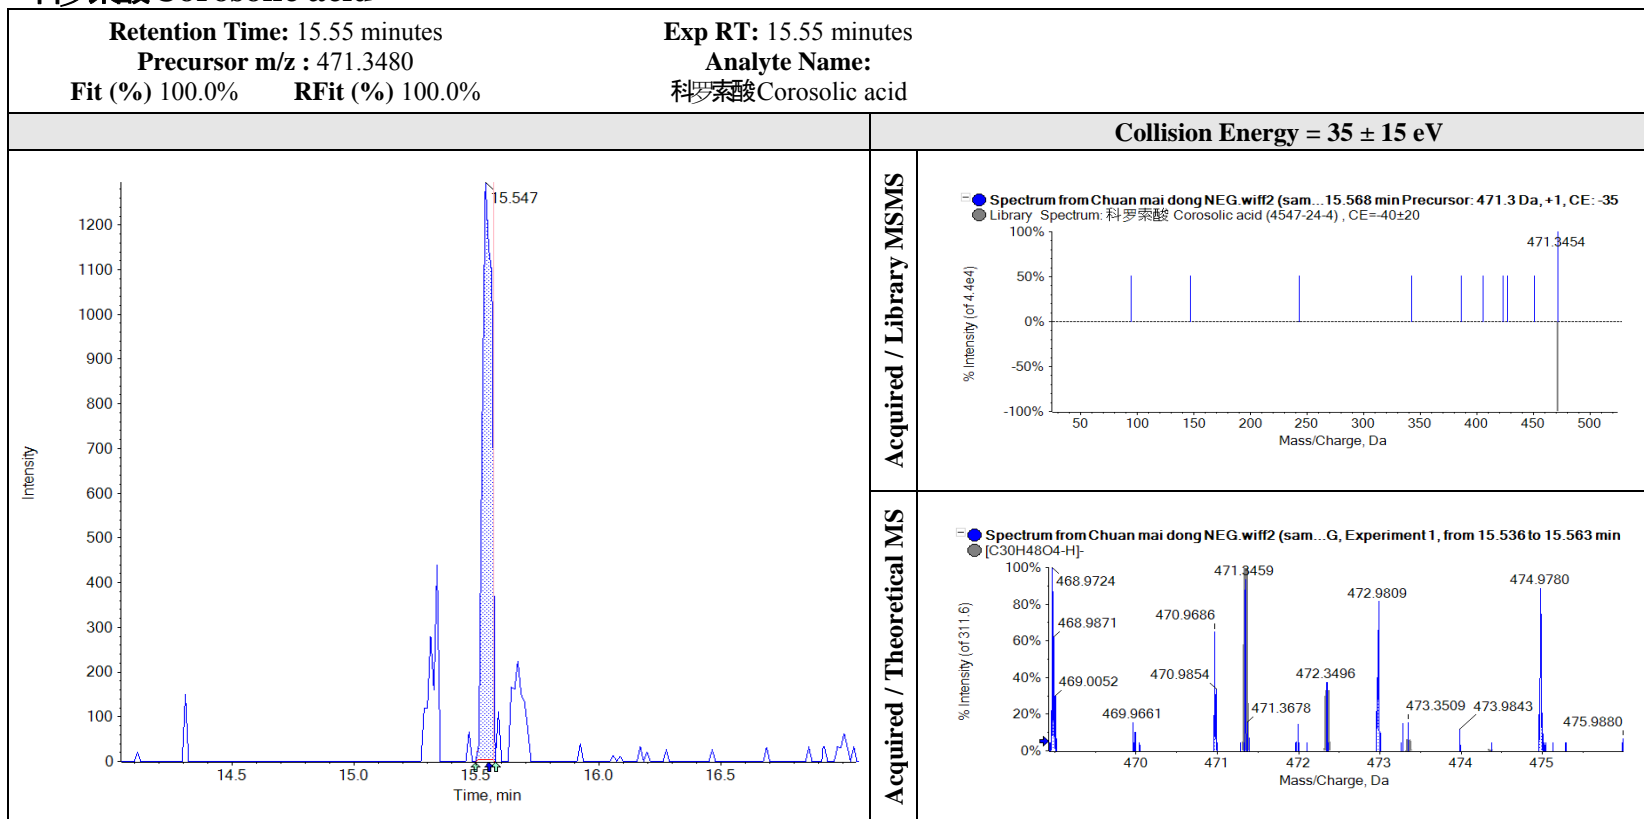 科罗索酸 Corosolic acid
Retention Time: 15.55 minutes
Precursor m/z : 471.3480
Fit (%) 100.0% RFit (%) 100.0%
Exp RT: 15.55 minutes
Analyte Name:
科罗索酸Corosolic acid
Collision Energy = 35 ± 15 eV
15.547
Intensity
1200
1100
1000
900
800
700
600
500
400
300
200
100
0
14.5 15.0 15.5 16.0 16.5
Time, min
Acquired / Library MSMS
Spectrum from Chuan mai dong NEG.wiff2 (sam...15.568 min Precursor: 471.3 Da, +1, CE: -35
Library Spectrum: 科罗索酸 Corosolic acid (4547-24-4) , CE=-40±20
% Intensity (of 4.4e4)
100%
50%
0%
-50%
-100%
471.3454
50 100 150 200 250 300 350 400 450 500
Mass/Charge, Da
Acquired / Theoretical MS
Spectrum from Chuan mai dong NEG.wiff2 (sam...G, Experiment 1, from 15.536 to 15.563 min
[C30H48O4-H]-
% Intensity (of 311.6)
100%
80%
60%
40%
20%
0%
468.9724
468.9871
469.0052
469.9661
470.9686
470.9854
471.3459
471.3678
472.3496
472.9809
473.3509
473.9843
474.9780
475.9880
470 471 472 473 474 475
Mass/Charge, Da